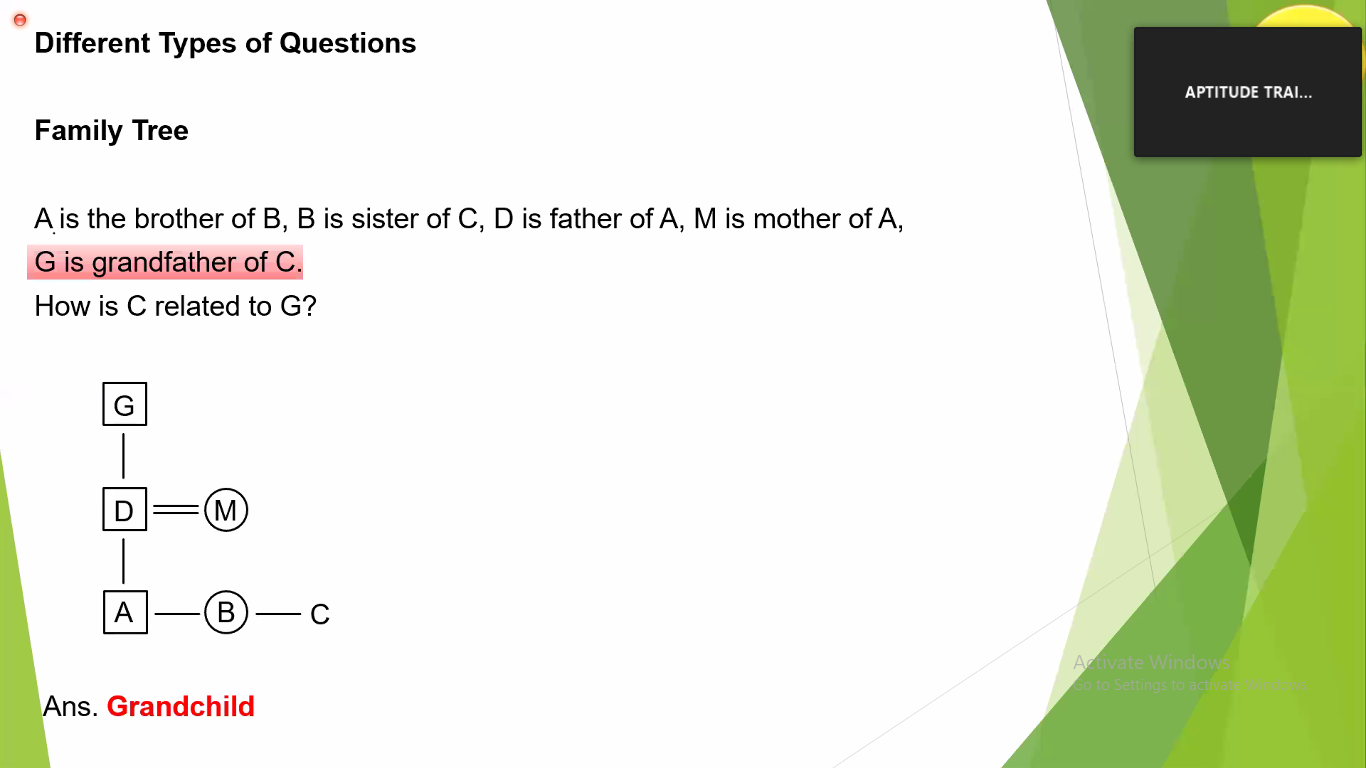 Different Types of Questions
APTITUDE TRAI...
Family Tree
A is the brother of B, B is sister of C, D is father of A, M is mother of A,
G is grandfather of C.
How is C related to G?
G
D M
A B C
Activate Windows
Go to Settings to activate Windows.
Ans. Grandchild